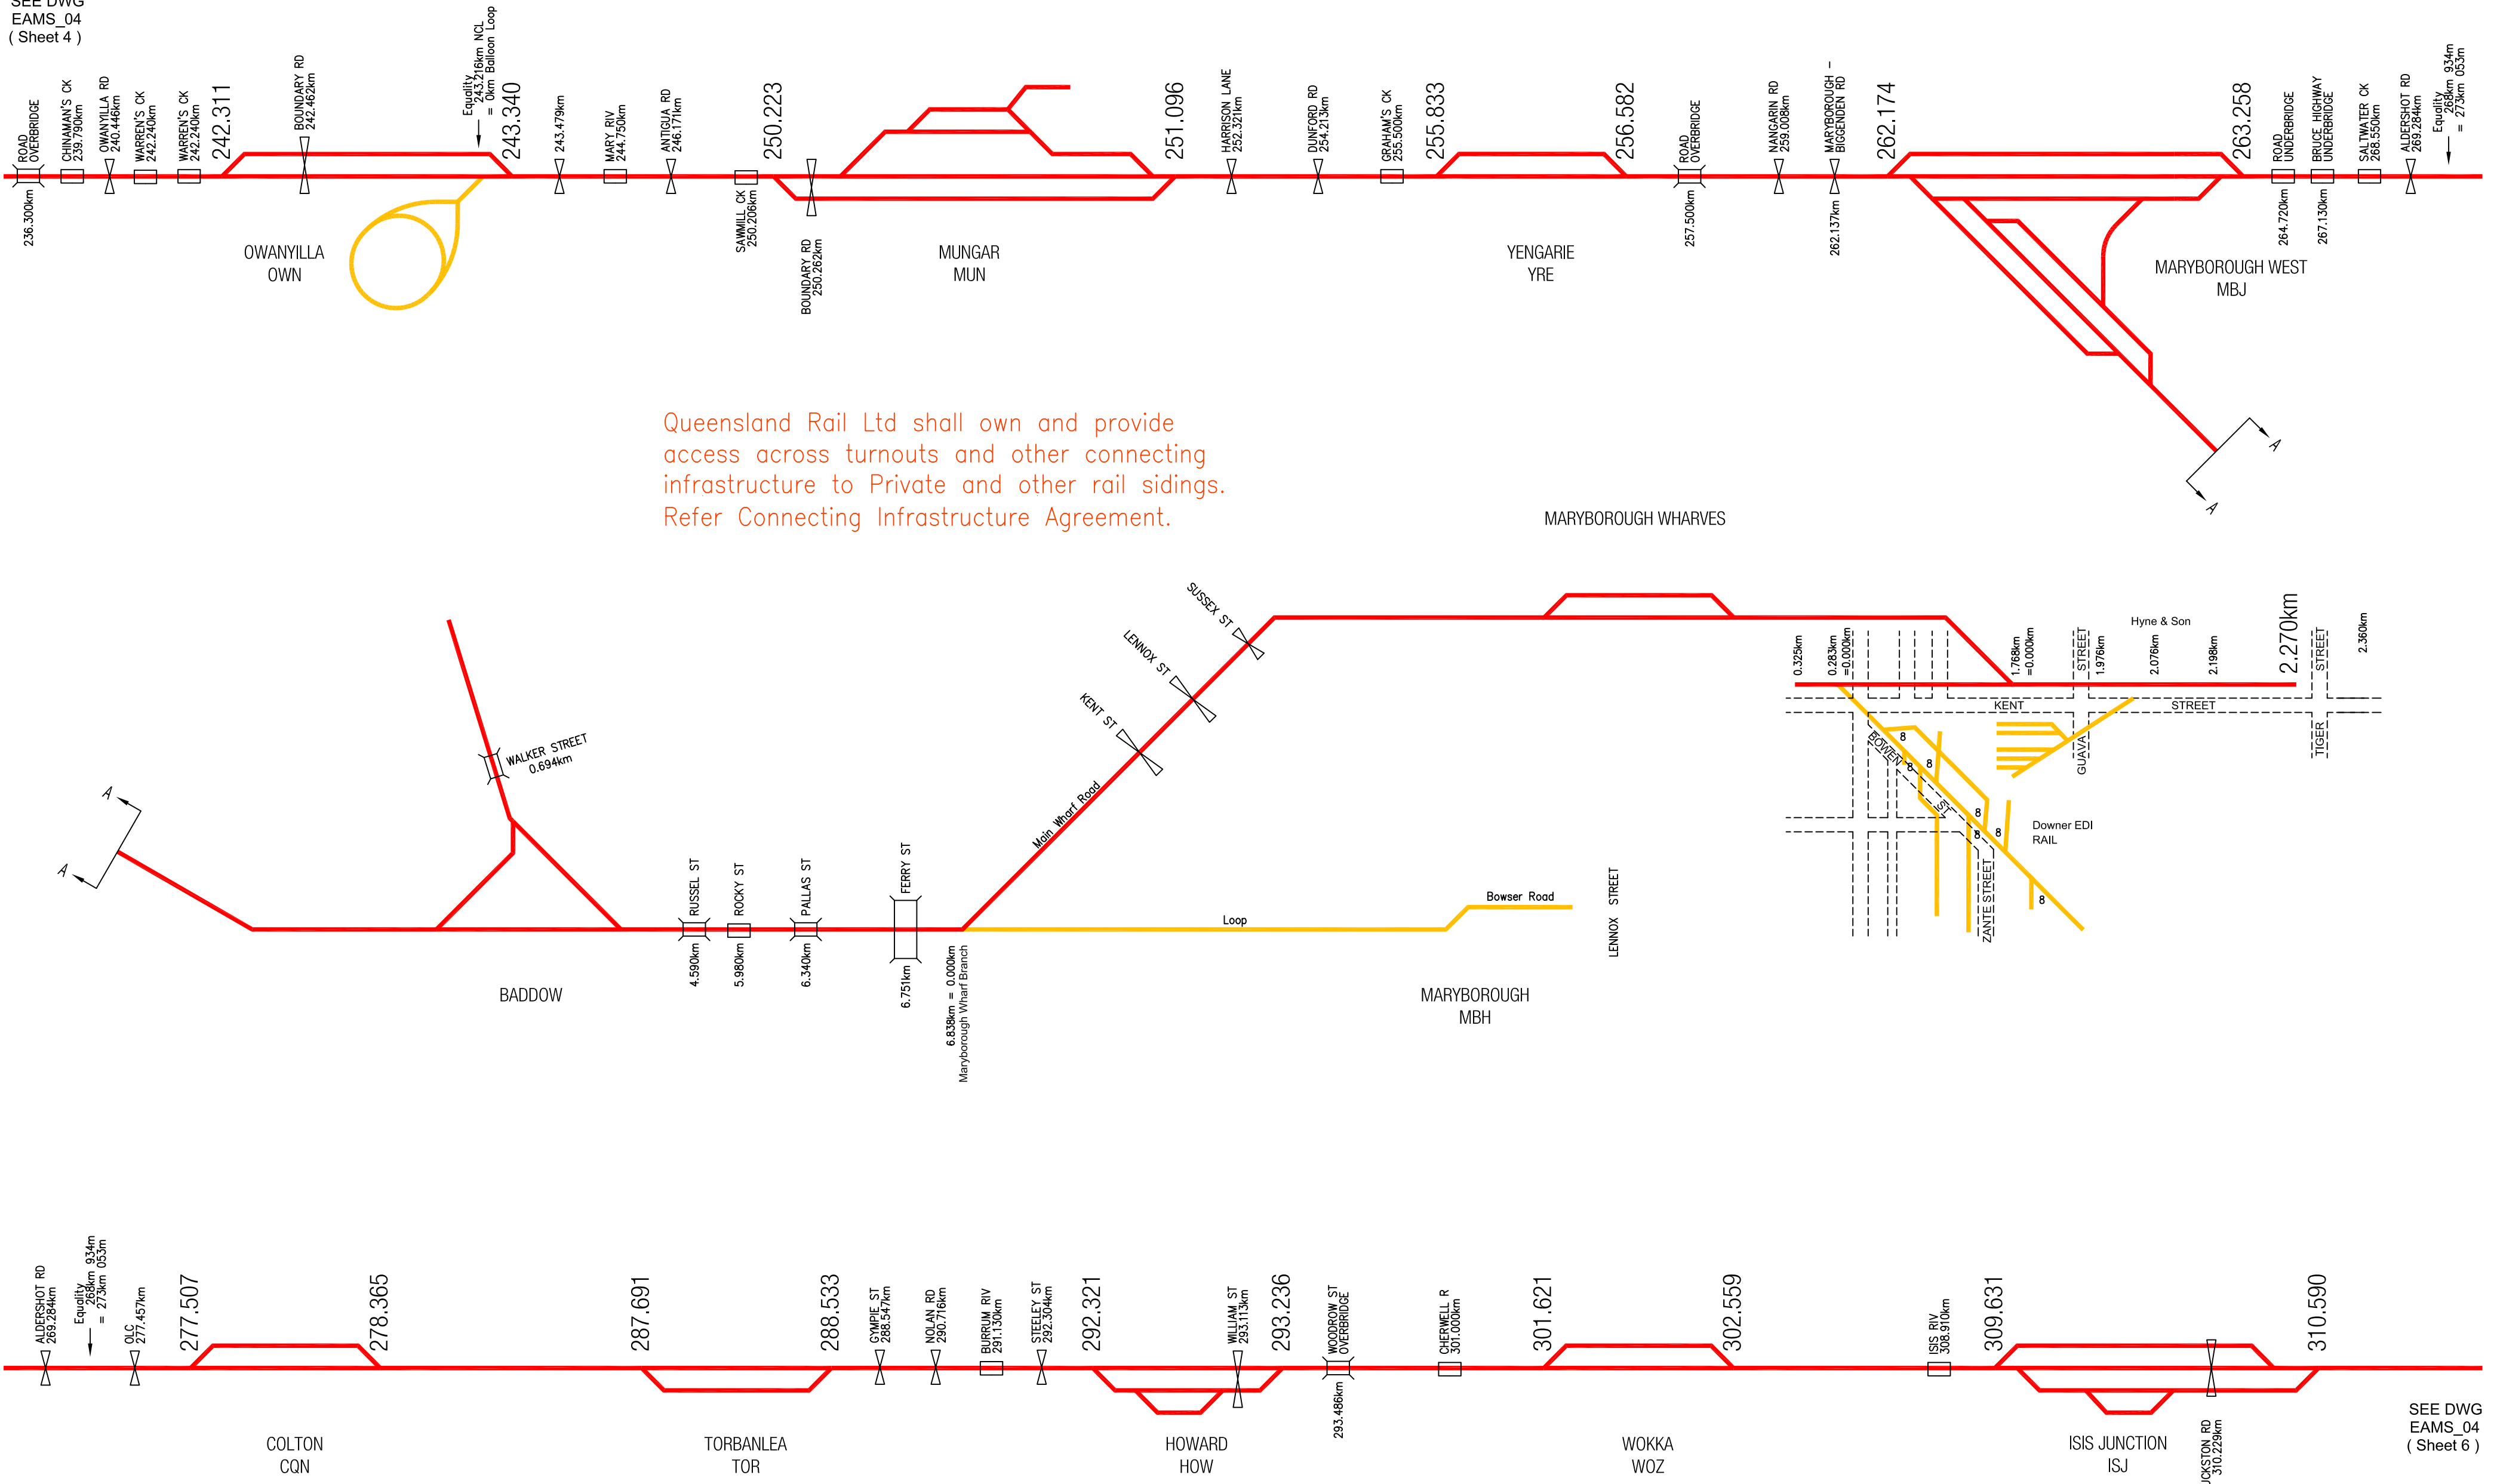 SEE DWG
EAMS_04
( Sheet 4 )
ROAD
OVERBRIDGE
236.300km
CHINAMAN'S CK
239.790km
OWANYILLA RD
240.446km
WARREN'S CK
242.240km
WARREN'S CK
242.240km
242.311
BOUNDARY RD
242.462km
Equality
243.216km NCL
= 0km Balloon Loop
243.340
243.479km
MARY RIV
244.750km
ANTIGUA RD
246.171km
SAWMILL CK
250.206km
250.223
BOUNDARY RD
250.262km
251.096
HARRISON LANE
252.321km
DUNFORD RD
254.213km
GRAHAM'S CK
255.500km
255.833
256.582
ROAD
OVERBRIDGE
257.500km
NANGARIN RD
259.008km
MARYBOROUGH -
BIGGENDEN RD
262.137km
262.174
263.258
ROAD
UNDERBRIDGE
264.720km
BRUCE HIGHWAY
UNDERBRIDGE
267.130km
SALTWATER CK
268.550km
ALDERSHOT RD
269.284km
Equality
268km 934m
= 273km 053m
OWANYILLA
OWN
MUNGAR
MUN
YENGARIE
YRE
MARYBOROUGH WEST
MBJ
A
A
Queensland Rail Ltd shall own and provide
access across turnouts and other connecting
infrastructure to Private and other rail sidings.
Refer Connecting Infrastructure Agreement.
MARYBOROUGH WHARVES
A
A
WALKER STREET
0.694km
BADDOW
RUSSEL ST
4.590km
ROCKY ST
5.980km
PALLAS ST
6.340km
FERRY ST
6.751km
6.838km = 0.000km
Maryborough Wharf Branch
Main Wharf Road
KENT ST
LENNOX ST
SUSSEX ST
Loop
Bowser Road
LENNOX STREET
MARYBOROUGH
MBH
0.325km
0.283km
=0.000km
1.768km
=0.000km
GUAVA STREET
1.976km
Hyne & Son
2.076km
2.198km
2.270km
TIGER STREET
2.360km
KENT STREET
BOWEN ST
8
8
8
8
8
8
8
ZANTE STREET
Downer EDI
RAIL
ALDERSHOT RD
269.284km
Equality
268km 934m
= 273km 053m
OLC
277.457km
277.507
278.365
287.691
288.533
GYMPIE ST
288.547km
NOLAN RD
290.716km
BURRUM RIV
291.130km
STEELEY ST
292.304km
292.321
WILLIAM ST
293.113km
293.236
WOODROW ST
OVERBRIDGE
293.486km
CHERWELL R
301.000km
301.621
302.559
ISIS RIV
308.910km
309.631
310.590
UCKSTON RD
310.229km
COLTON
CQN
TORBANLEA
TOR
HOWARD
HOW
WOKKA
WOZ
ISIS JUNCTION
ISJ
SEE DWG
EAMS_04
( Sheet 6 )